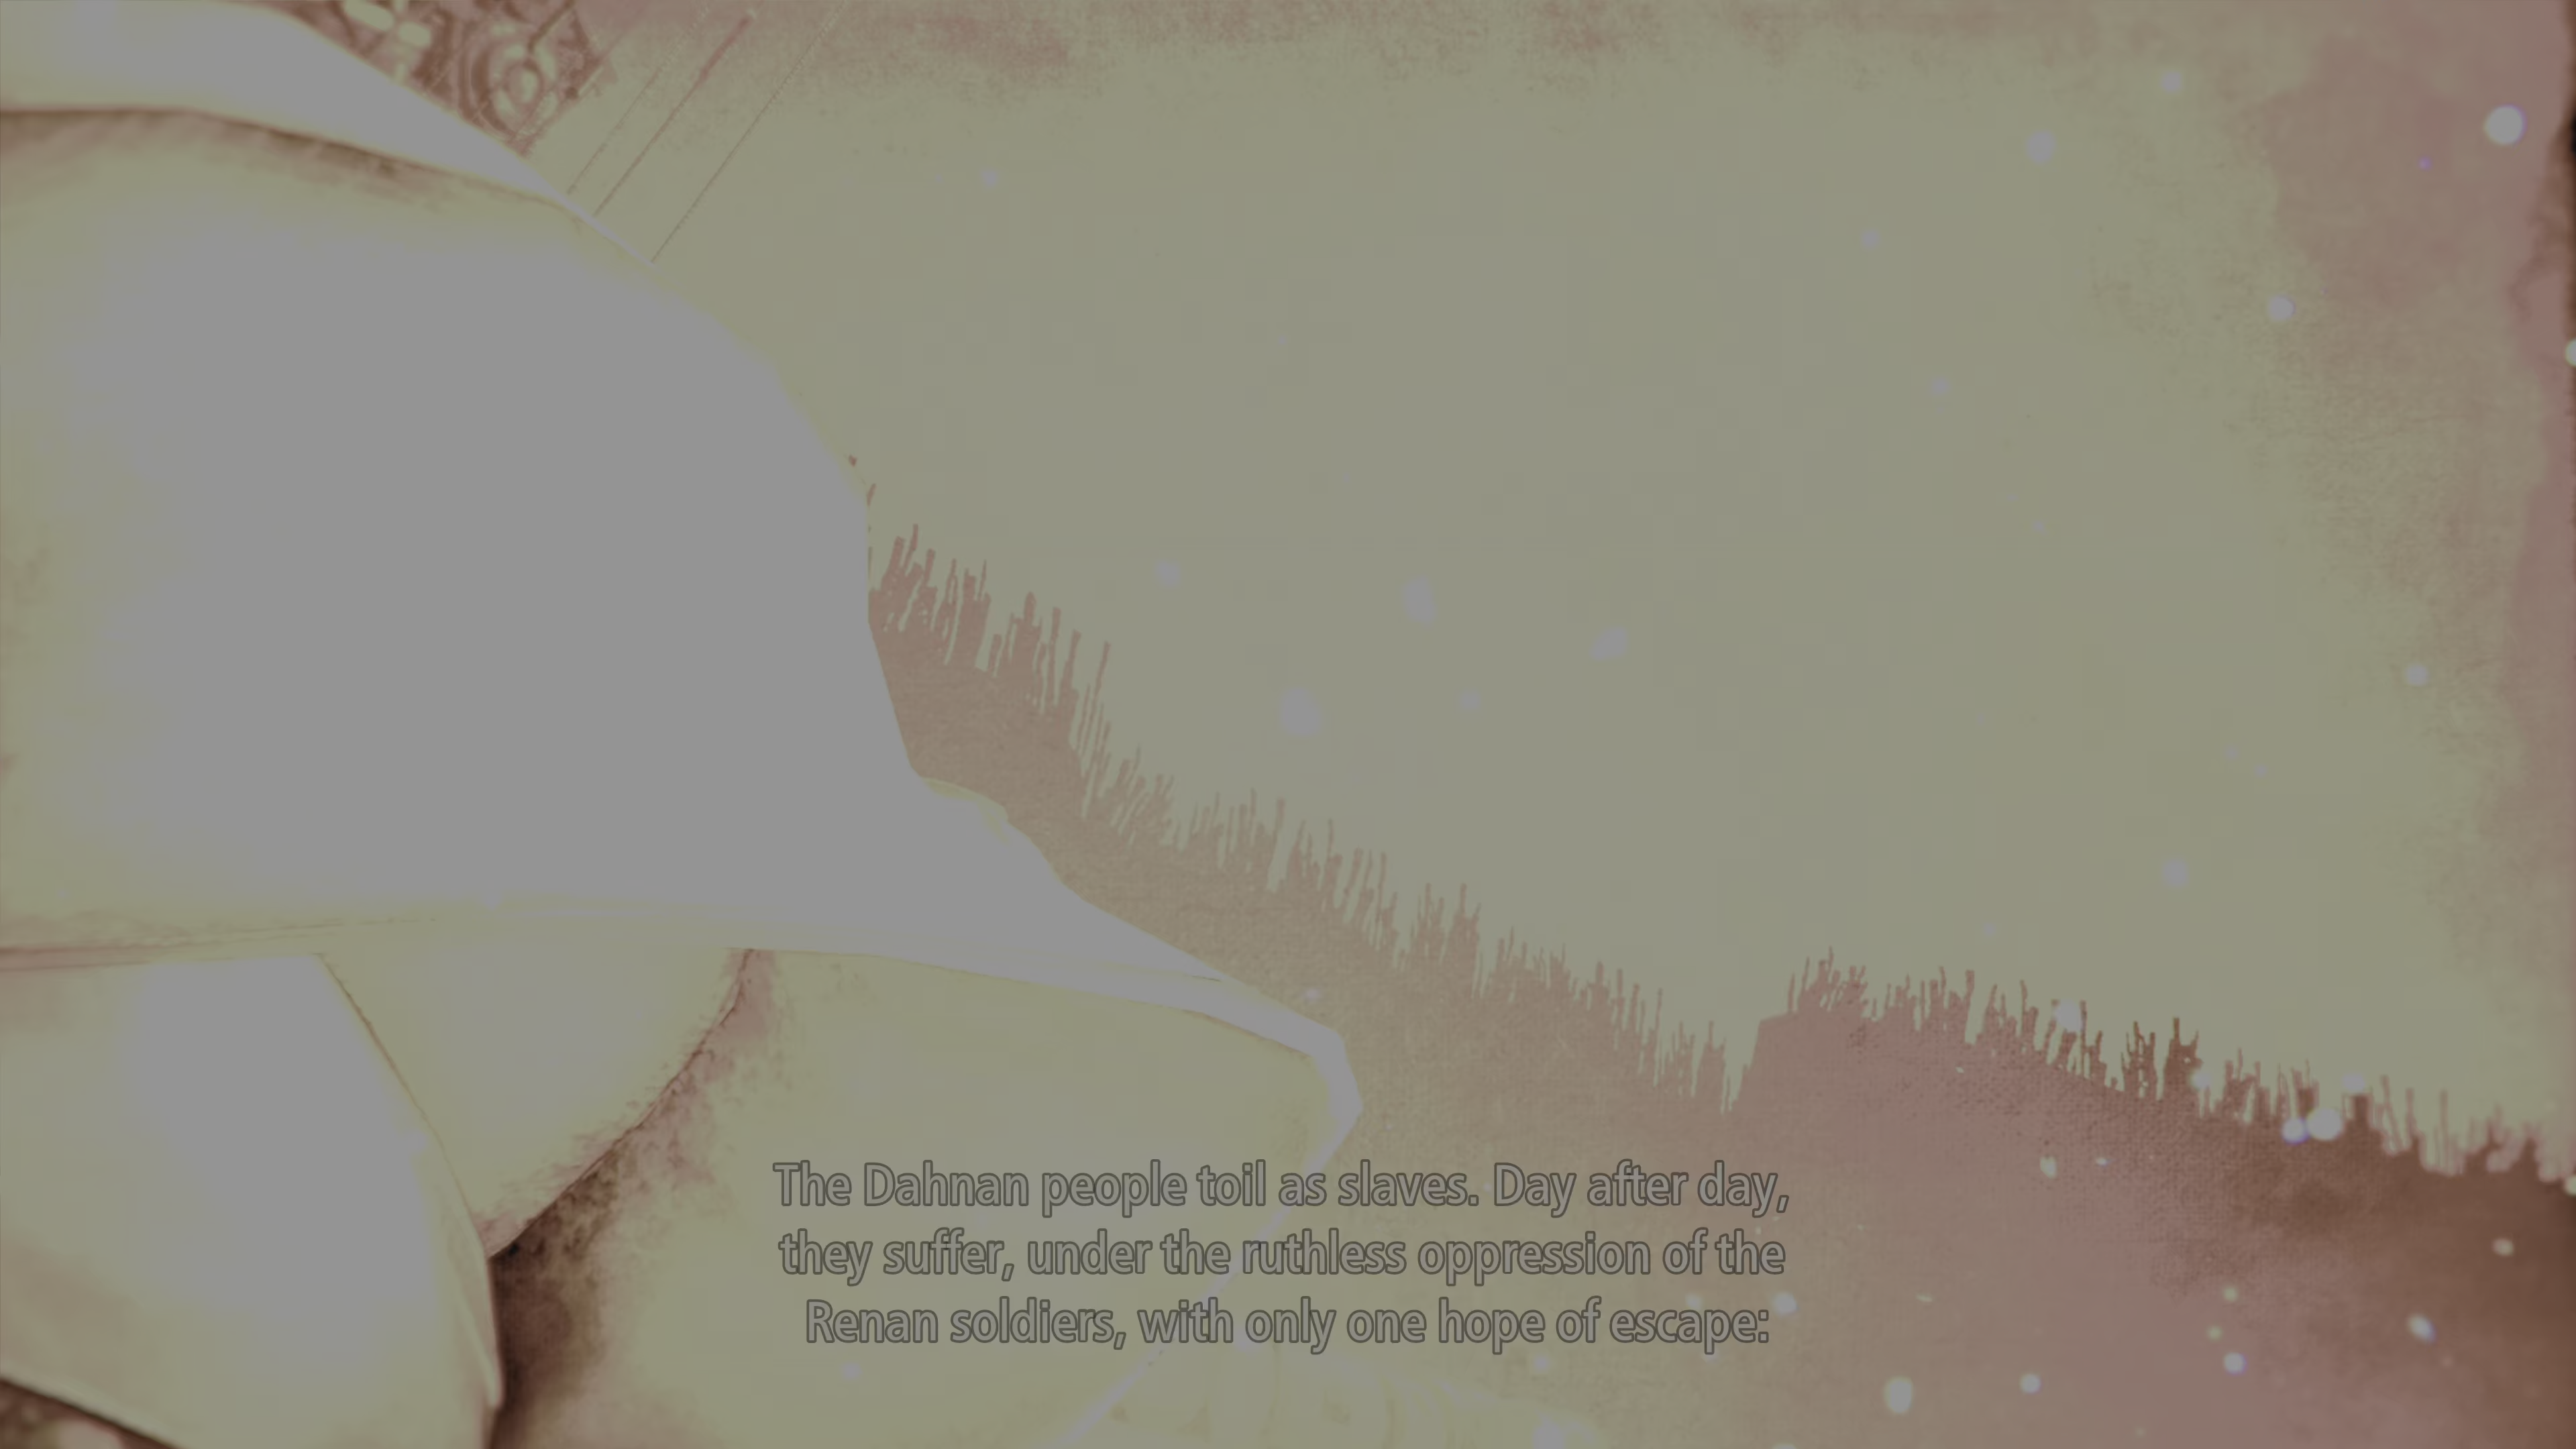 The Dahnan people toil as slaves. Day after day,
they suffer, under the ruthless oppression of the
Renan soldiers, with only one hope of escape: